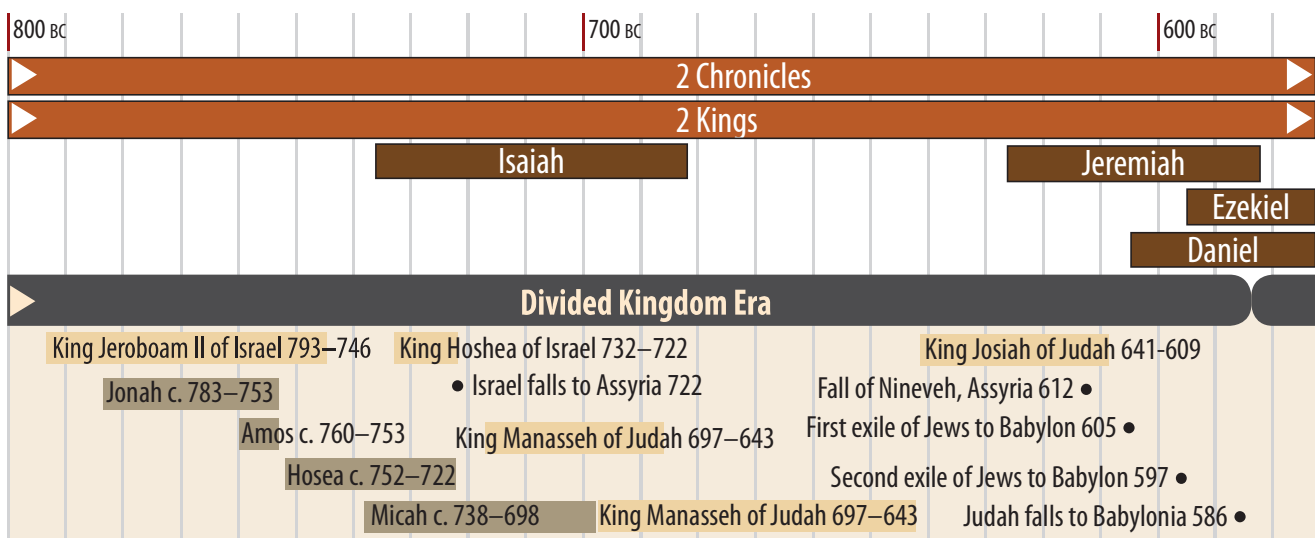 800 BC 700 BC 600 BC
2 Chronicles
2 Kings
Isaiah
Jeremiah
Ezekiel
Daniel
Divided Kingdom Era
King Jeroboam II of Israel 793–746
King Hoshea of Israel 732–722
King Josiah of Judah 641-609
Jonah c. 783–753
Israel falls to Assyria 722
Fall of Nineveh, Assyria 612
Amos c. 760–753
King Manasseh of Judah 697–643
First exile of Jews to Babylon 605
Hosea c. 752–722
Second exile of Jews to Babylon 597
Micah c. 738–698
King Manasseh of Judah 697–643
Judah falls to Babylonia 586